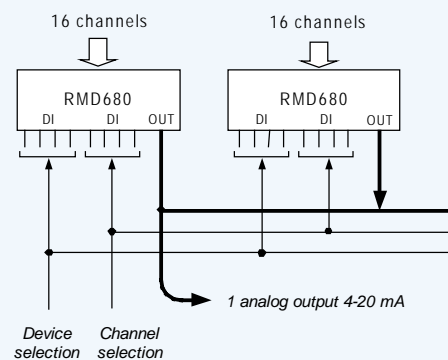 16 channels
16 channels
RMD680
DI DI OUT
RMD680
DI DI OUT
1 analog output 4-20 mA
Device selection
Channel selection